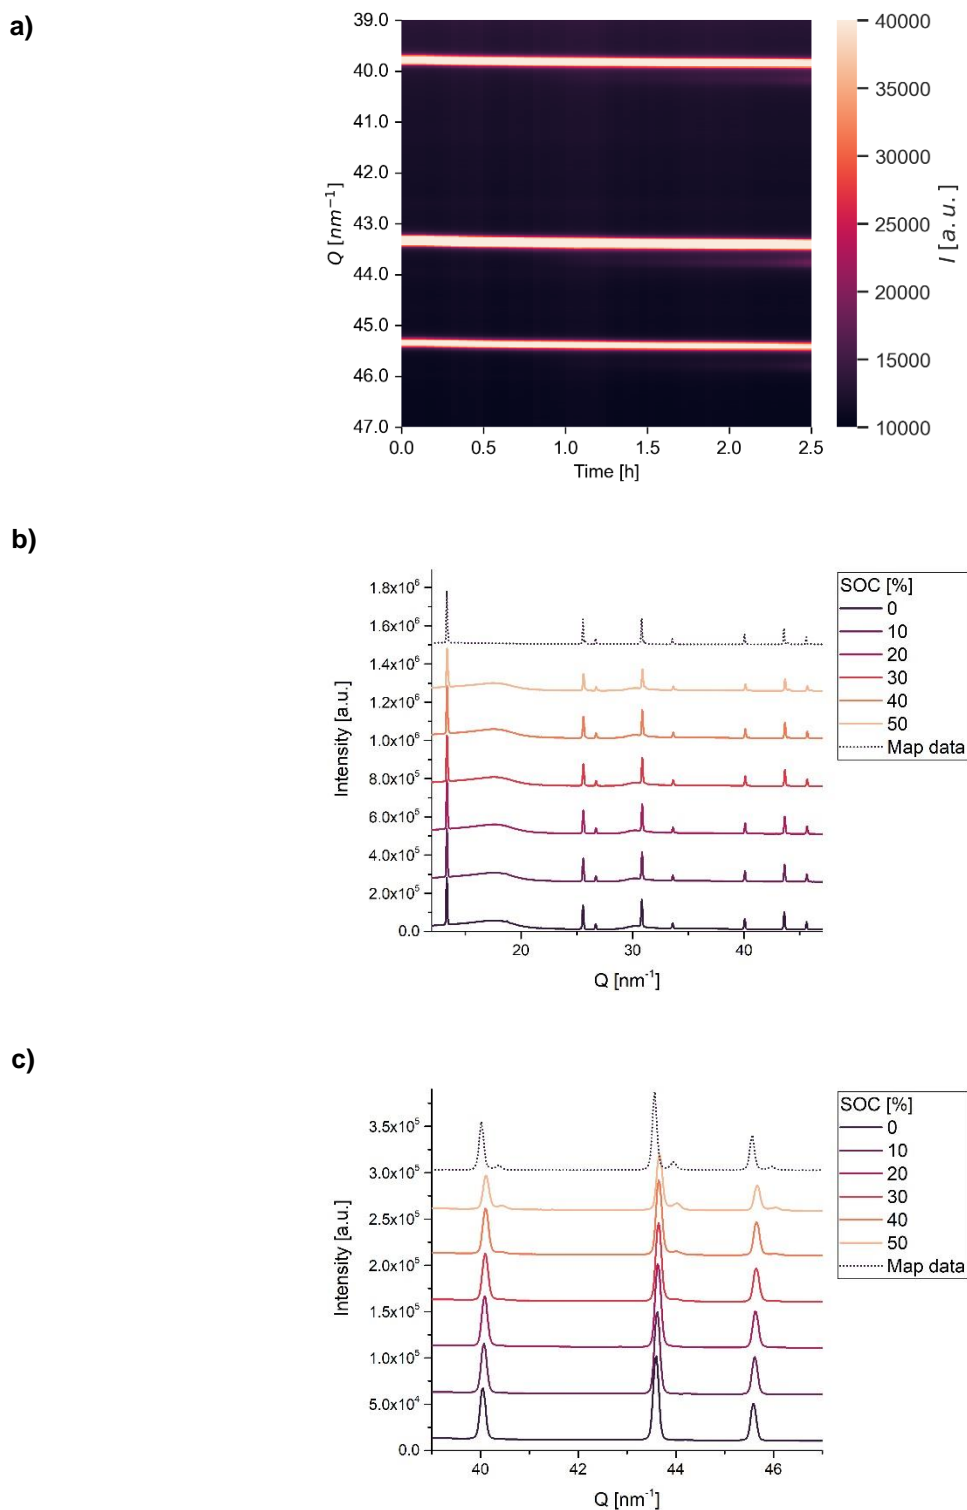 a)
39.0
40.0
41.0
42.0
43.0
44.0
45.0
46.0
47.0
Q [nm⁻¹]
0.0 0.5 1.0 1.5 2.0 2.5
Time [h]
40000
35000
30000
25000
20000
15000
10000
I [a.u.]
b)
1.8x10⁶
1.6x10⁶
1.4x10⁶
1.2x10⁶
1.0x10⁶
8.0x10⁵
6.0x10⁵
4.0x10⁵
2.0x10⁵
0.0
Intensity [a.u.]
20 30 40
Q [nm⁻¹]
SOC [%]
0
10
20
30
40
50
Map data
c)
3.5x10⁵
3.0x10⁵
2.5x10⁵
2.0x10⁵
1.5x10⁵
1.0x10⁵
5.0x10⁴
0.0
Intensity [a.u.]
40 42 44 46
Q [nm⁻¹]
SOC [%]
0
10
20
30
40
50
Map data